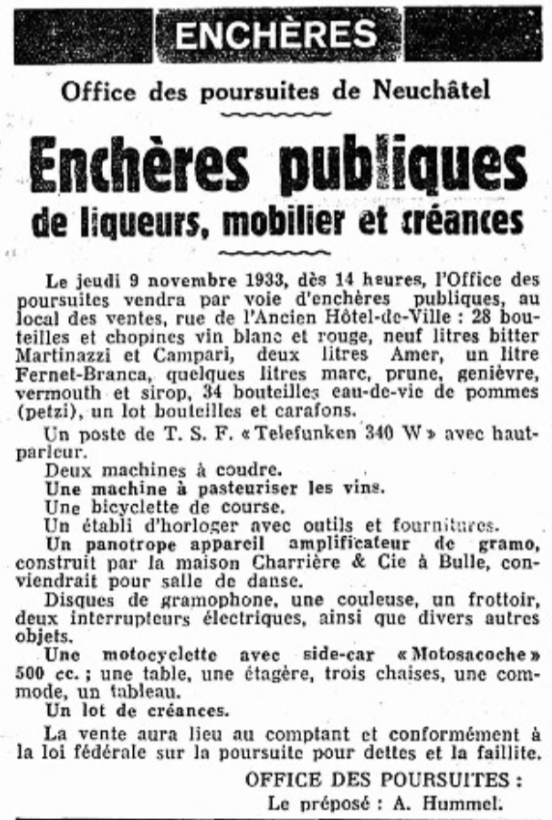 ENCHÈRES
Office des poursuites de Neuchâtel
Enchères publiques
de liqueurs, mobilier et créances
Le jeudi 9 novembre 1933, dès 14 heures, l'Office des
poursuites vendra par voie d'enchères publiques, au
local des ventes, rue de l'Ancien Hôtel-de-Ville : 28 bou-
teilles et chopines vin blanc et rouge, neuf litres bitter
Martinazzi et Campari, deux litres Amer, un litre
Fernet-Branca, quelques litres marc, prune, genièvre,
vermouth et sirop, 34 bouteilles eau-de-vie de pommes
(petzi), un lot bouteilles et carafons.
Un poste de T. S. F. « Telefunken 340 W » avec haut-
parleur.
Deux machines à coudre.
Une machine à pasteuriser les vins.
Une bicyclette de course.
Un établi d'horloger avec outils et fournitures.
Un panotrope appareil amplificateur de gramo,
construit par la maison Charrière & Cie à Bulle, con-
viendrait pour salle de danse.
Disques de gramophone, une couleuse, un frottoir,
deux interrupteurs électriques, ainsi que divers autres
objets.
Une motocyclette avec side-car « Motosacoche »
500 cc. ; une table, une étagère, trois chaises, une com-
mode, un tableau.
Un lot de créances.
La vente aura lieu au comptant et conformément à
la loi fédérale sur la poursuite pour dettes et la faillite.
OFFICE DES POURSUITES :
Le préposé : A. Hummel.